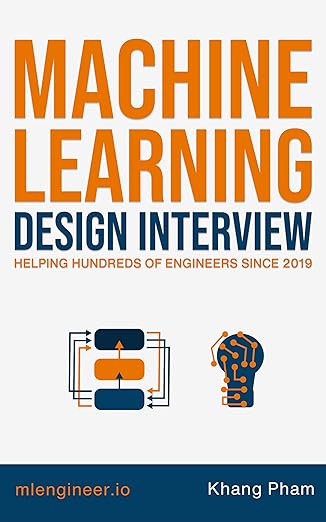 MACHINE
LEARNING
DESIGN INTERVIEW
HELPING HUNDREDS OF ENGINEERS SINCE 2019
mlengineer.io Khang Pham